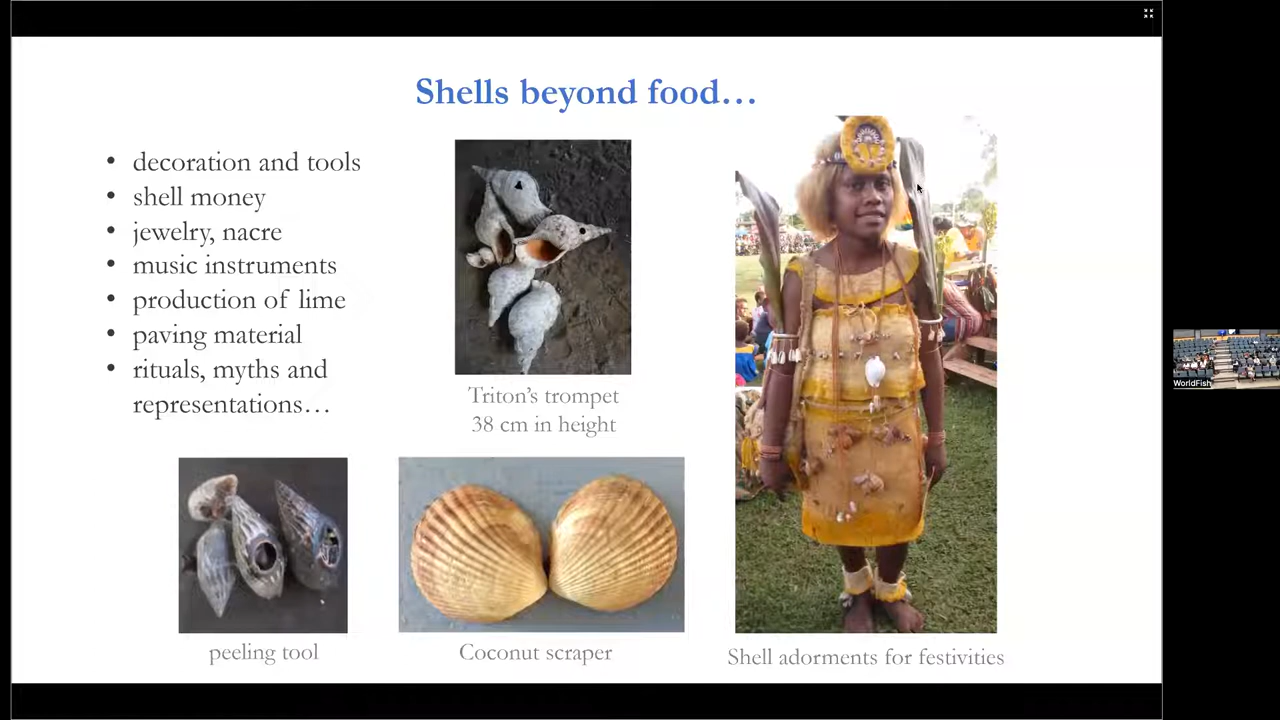 Shells beyond food…
• decoration and tools
• shell money
• jewelry, nacre
• music instruments
• production of lime
• paving material
• rituals, myths and
representations…
Triton's trompet
38 cm in height
peeling tool
Coconut scraper
Shell adorments for festivities
WorldFish